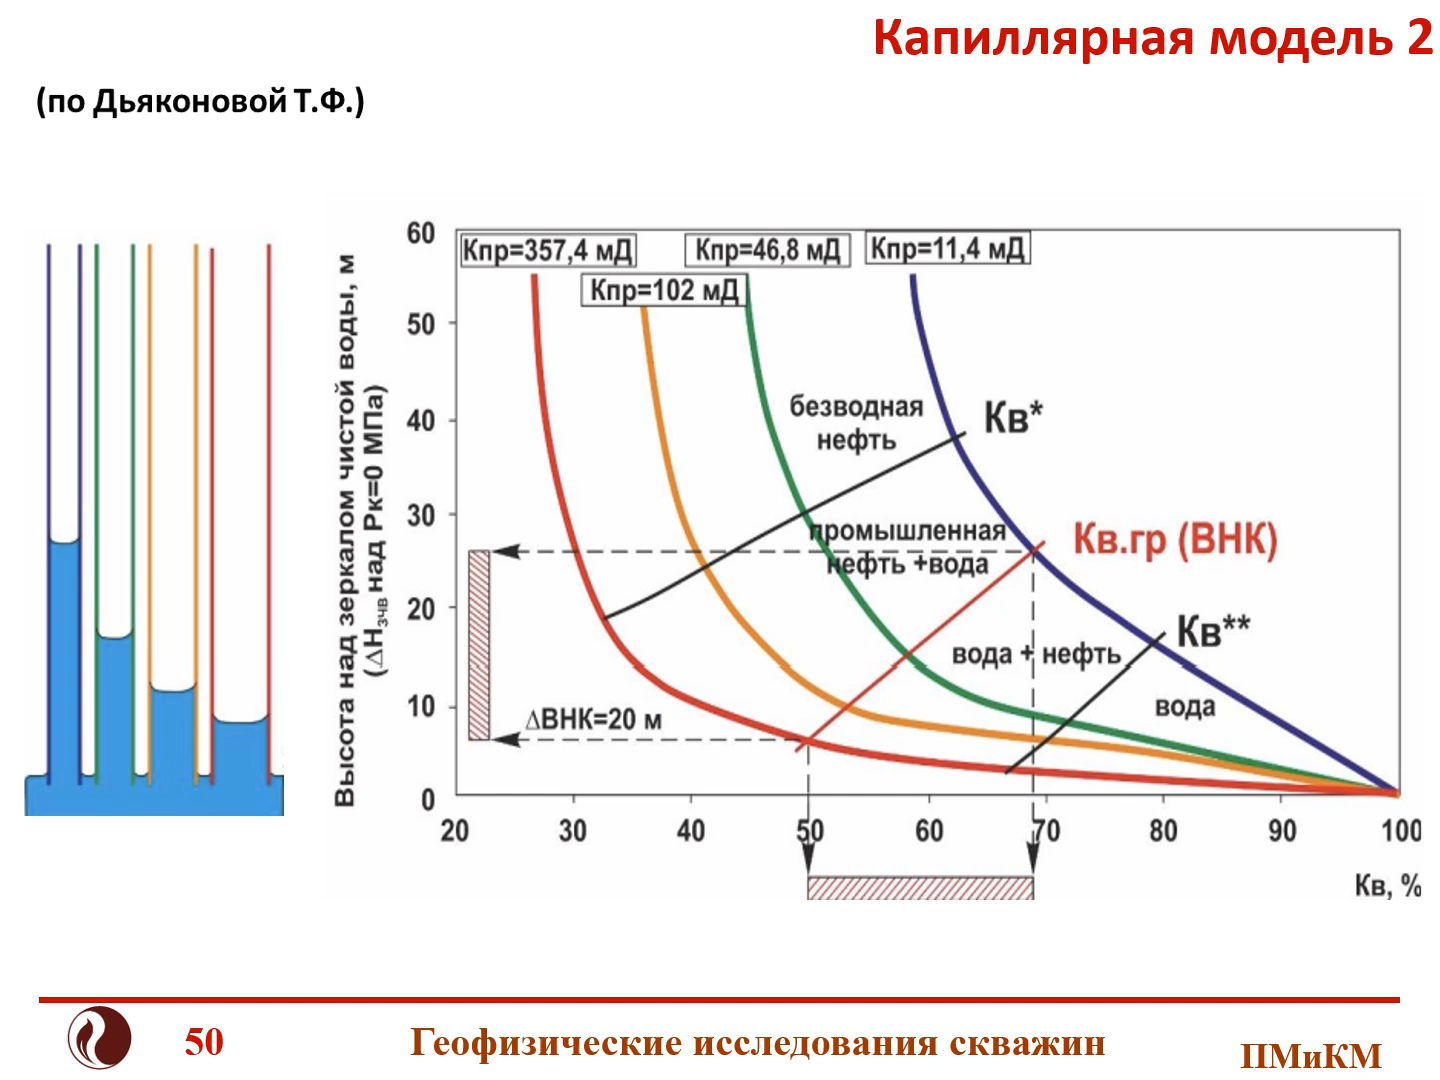 Капиллярная модель 2
(по Дьяконовой Т.Ф.)
Высота над зеркалом чистой воды, м
(ΔHзчв над Рк=0 МПа)
60
50
40
30
20
10
0
Кпр=357,4 мД
Кпр=102 мД
Кпр=46,8 мД
Кпр=11,4 мД
безводная
нефть
Кв*
промышленная
нефть +вода
Кв.гр (ВНК)
вода + нефть
Кв**
вода
ΔВНК=20 м
20 30 40 50 60 70 80 90 100
Кв, %
50
Геофизические исследования скважин
ПМиКМ